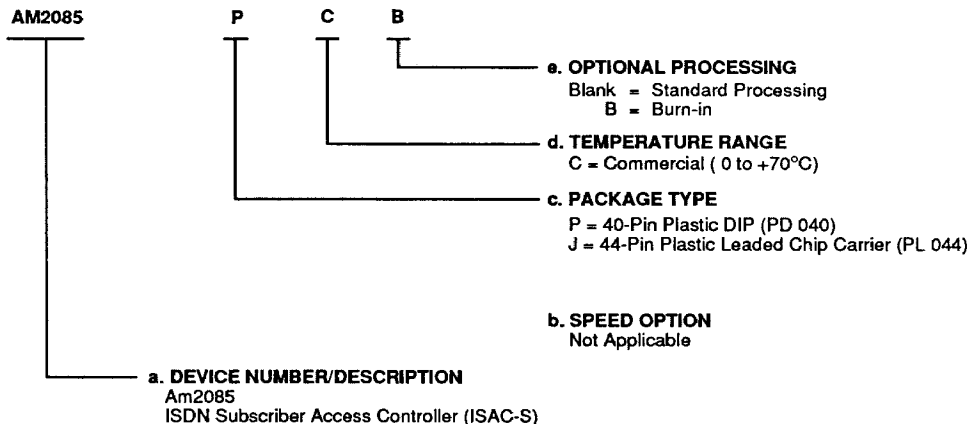 AM2085 P C B
e. OPTIONAL PROCESSING
Blank = Standard Processing
B = Burn-in
d. TEMPERATURE RANGE
C = Commercial ( 0 to +70°C)
c. PACKAGE TYPE
P = 40-Pin Plastic DIP (PD 040)
J = 44-Pin Plastic Leaded Chip Carrier (PL 044)
b. SPEED OPTION
Not Applicable
a. DEVICE NUMBER/DESCRIPTION
Am2085
ISDN Subscriber Access Controller (ISAC-S)